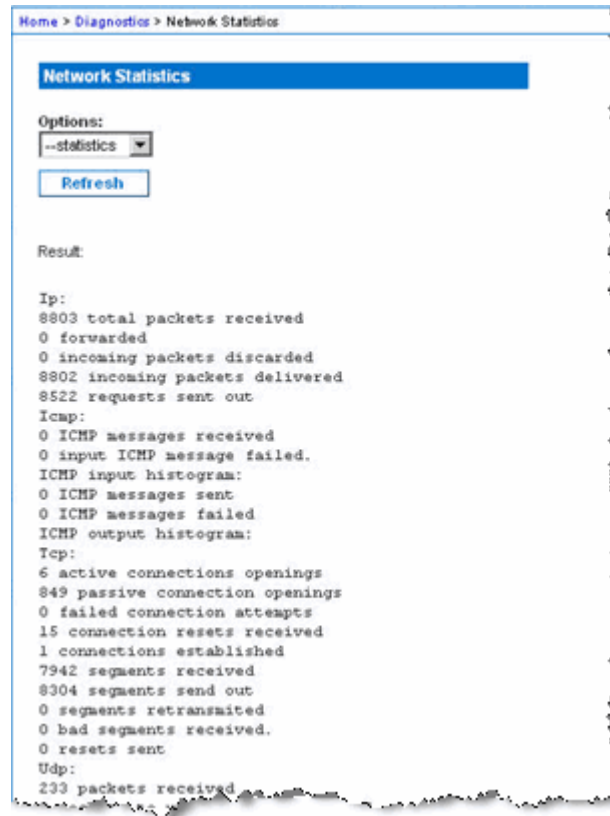 Home > Diagnostics > Network Statistics
Network Statistics
Options:
--statistics
Refresh
Result:
Ip:
8803 total packets received
0 forwarded
0 incoming packets discarded
8802 incoming packets delivered
8522 requests sent out
Icmp:
0 ICMP messages received
0 input ICMP message failed.
ICMP input histogram:
0 ICMP messages sent
0 ICMP messages failed
ICMP output histogram:
Tcp:
6 active connections openings
849 passive connection openings
0 failed connection attempts
15 connection resets received
1 connections established
7942 segments received
8304 segments send out
0 segments retransmited
0 bad segments received.
0 resets sent
Udp:
233 packets received